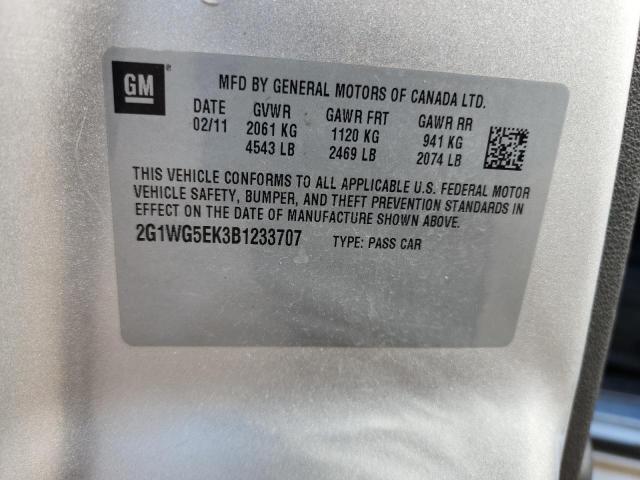 GM®
MFD BY GENERAL MOTORS OF CANADA LTD.
DATE GVWR GAWR FRT GAWR RR
02/11 2061 KG 1120 KG 941 KG
4543 LB 2469 LB 2074 LB
THIS VEHICLE CONFORMS TO ALL APPLICABLE U.S. FEDERAL MOTOR
VEHICLE SAFETY, BUMPER, AND THEFT PREVENTION STANDARDS IN
EFFECT ON THE DATE OF MANUFACTURE SHOWN ABOVE.
2G1WG5EK3B1233707 TYPE: PASS CAR